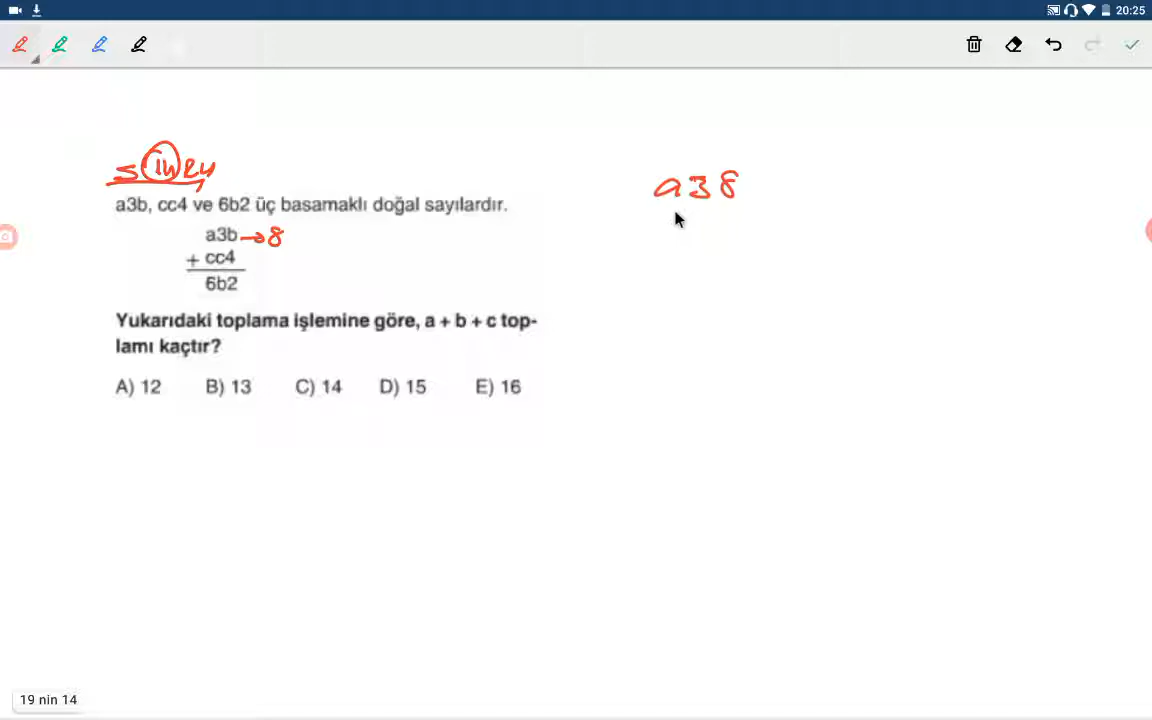 20:25
a3b, cc4 ve 6b2 üç basamaklı doğal sayılardır.
a3b → 8
+ cc4
6b2
Yukarıdaki toplama işlemine göre, a + b + c top-
lamı kaçtır?
A) 12 B) 13 C) 14 D) 15 E) 16
a38
19 nin 14